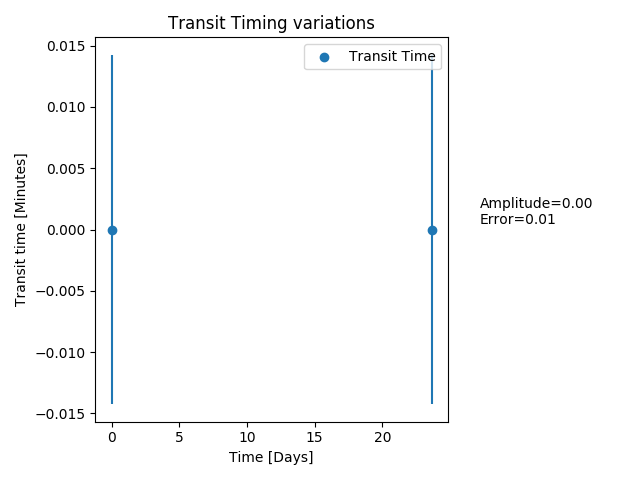 Transit Timing variations
Transit Time
Transit time [Minutes]
0.015
0.010
0.005
0.000
−0.005
−0.010
−0.015
0
5
10
15
20
Time [Days]
Amplitude=0.00
Error=0.01